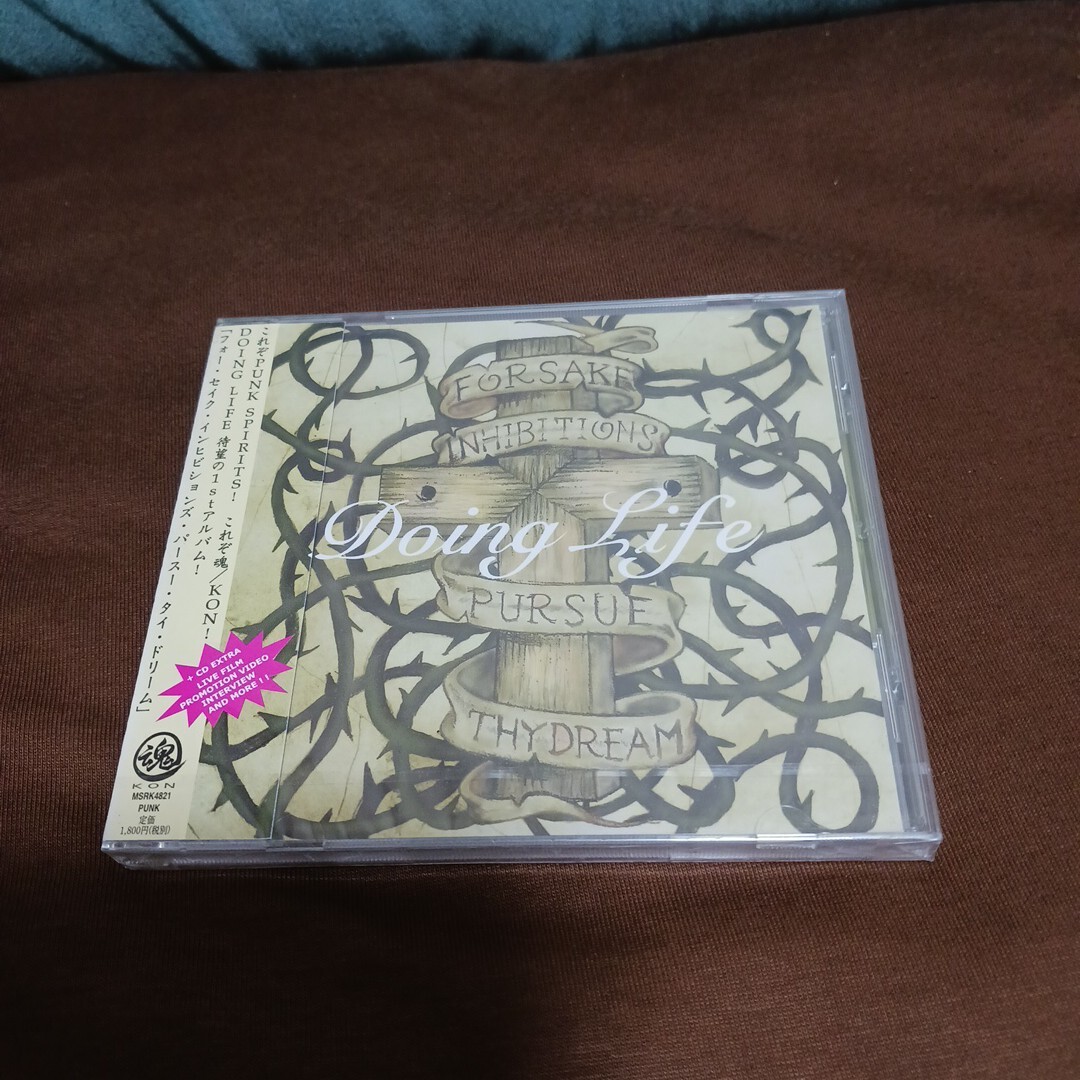 これぞPUNK SPIRITS! これぞ魂/KON!
DOING LIFE 待望の1stアルバム!
「フォー・セイク・インヒビションズ・パースー・タイ・ドリーム」
+ CD EXTRA
LIVE FILM
PROMOTION VIDEO
INTERVIEW
AND MORE!!
魂
KON
MSRK4821
PUNK
定価
1,800円(税別)
FORSAKE
INHIBITIONS
Doing Life
PURSUE
THY DREAM